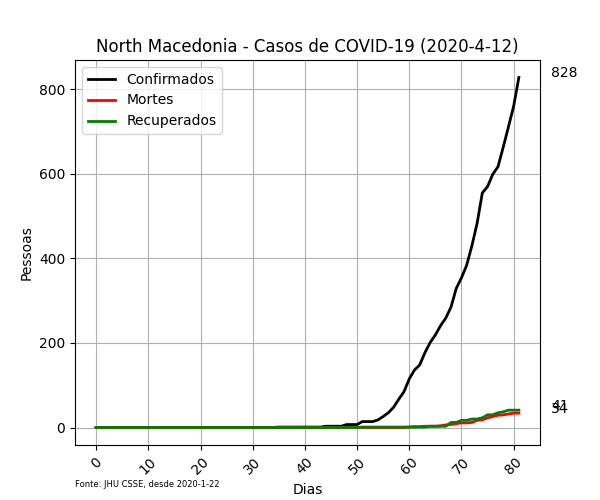 North Macedonia - Casos de COVID-19 (2020-4-12)
Confirmados
Mortes
Recuperados
828
800
600
400
200
0
41
34
Pessoas
0 10 20 30 40 50 60 70 80
Fonte: JHU CSSE, desde 2020-1-22
Dias